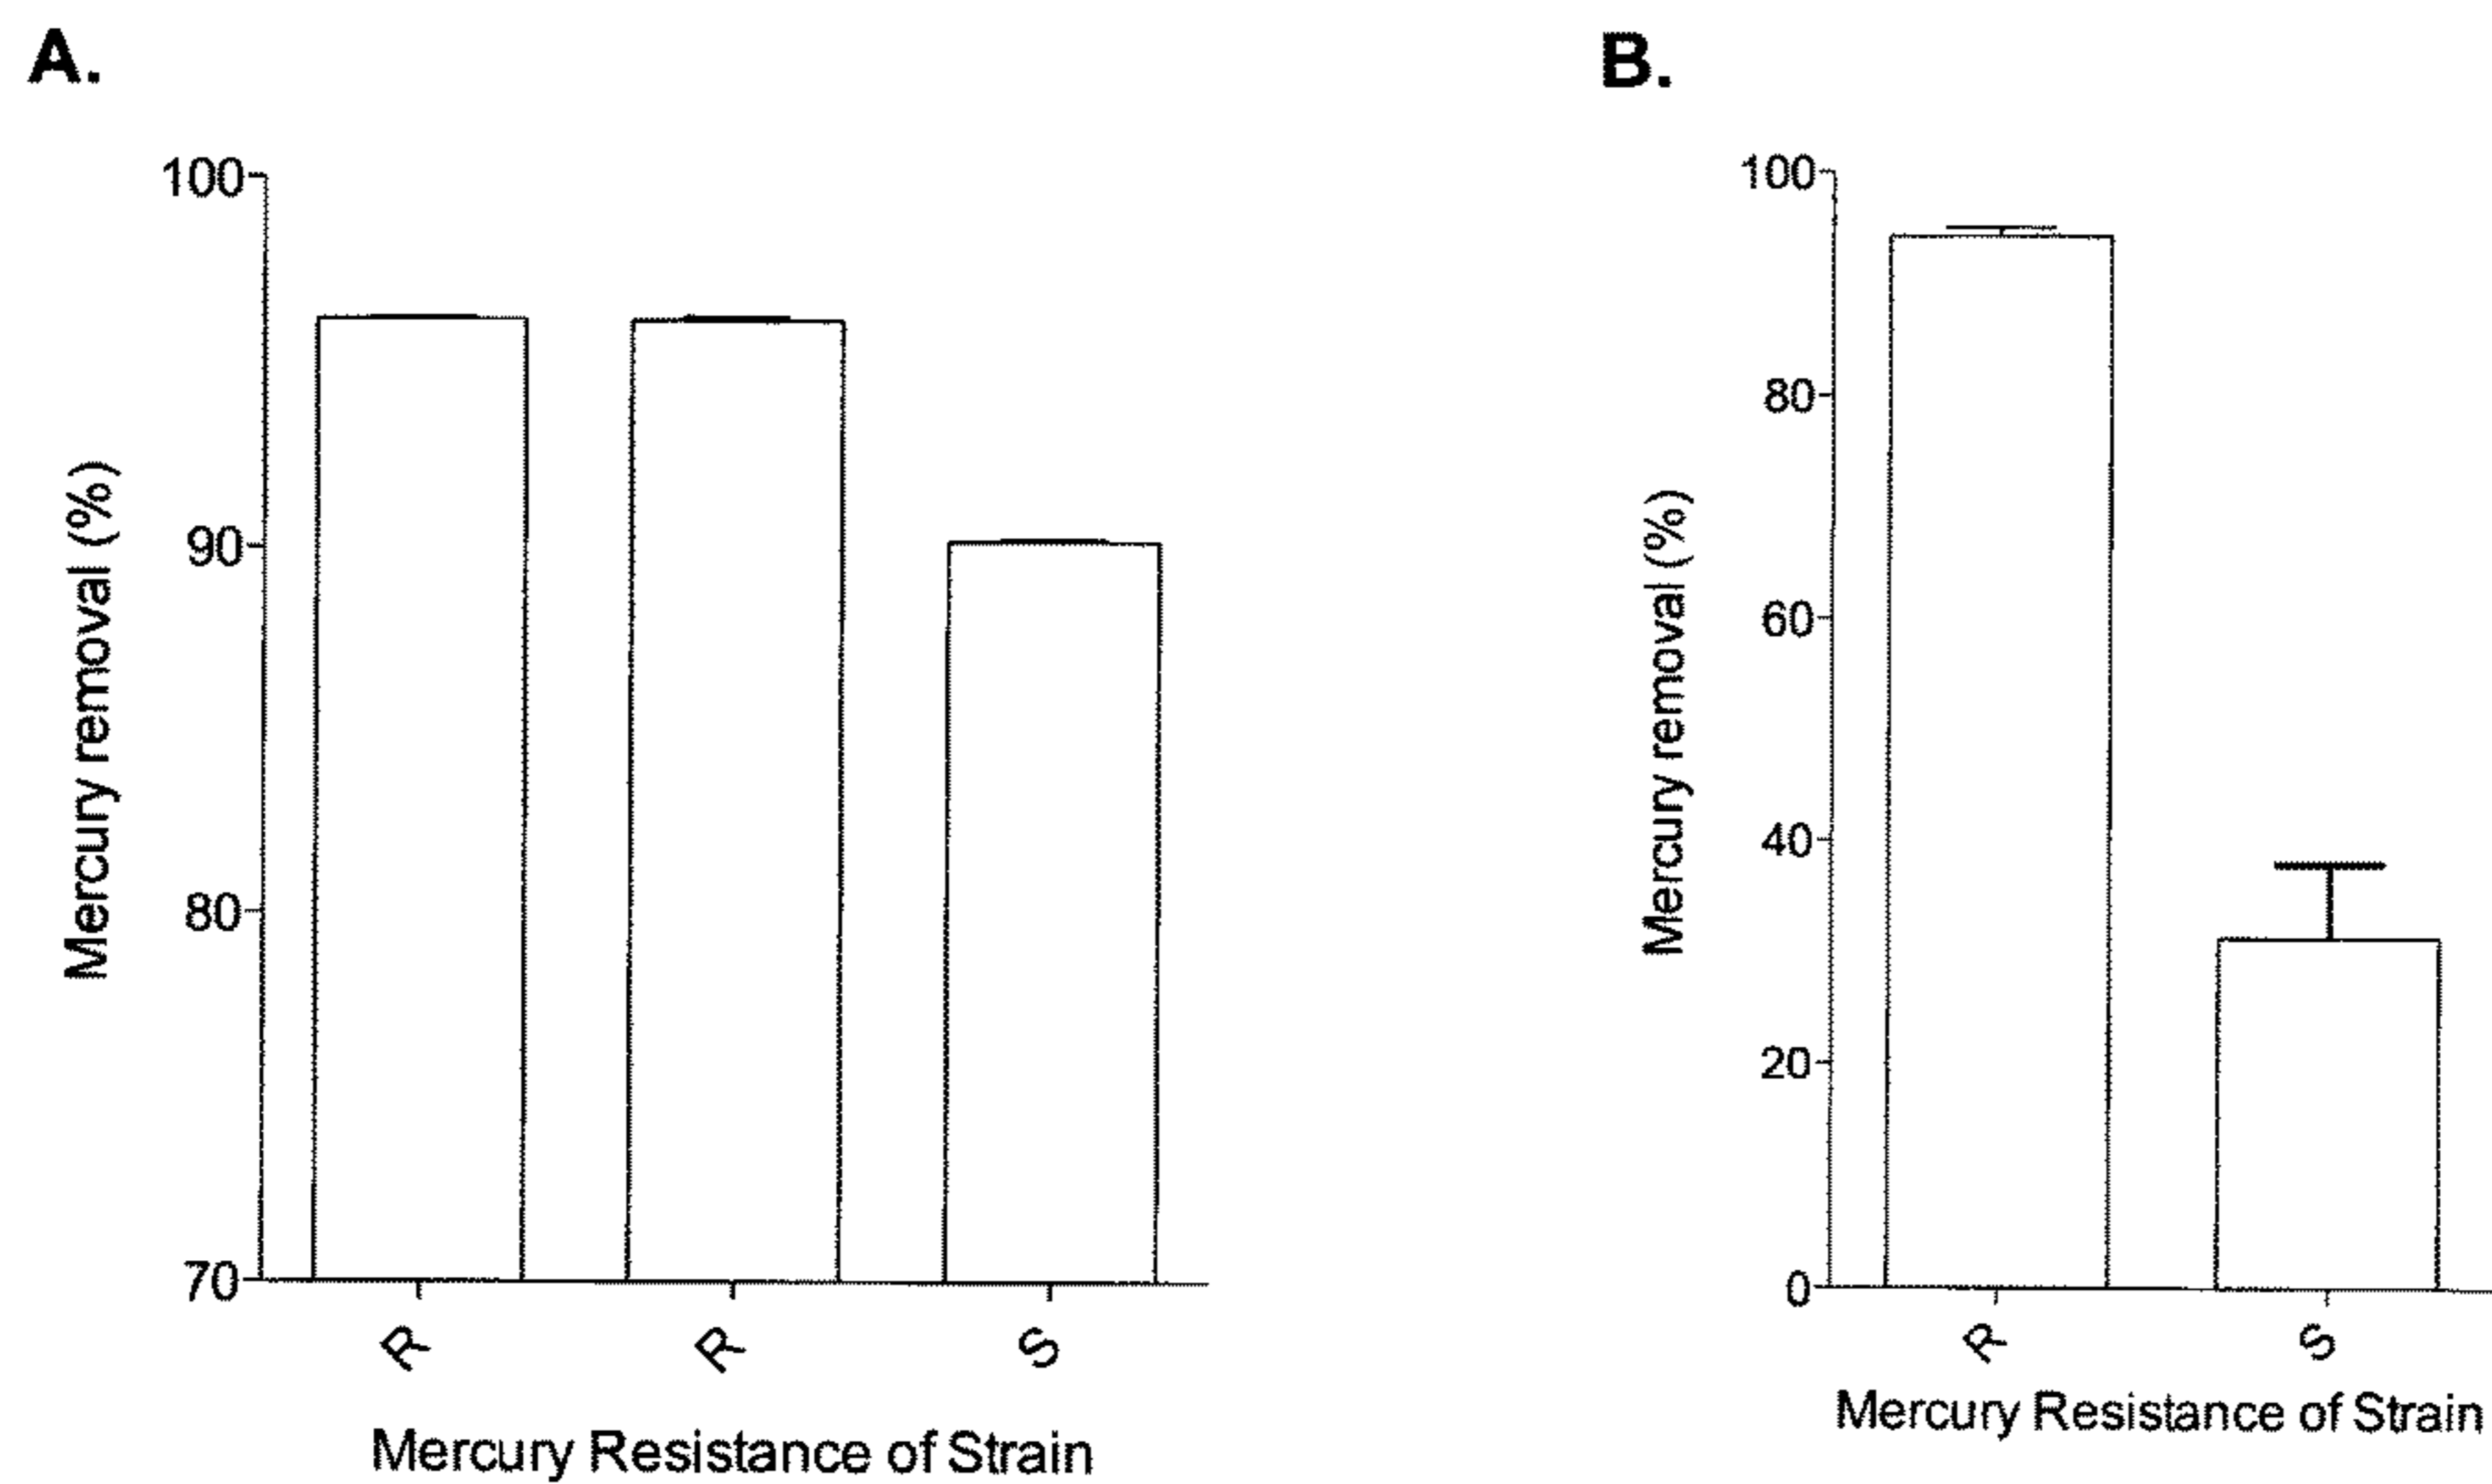 A.
100
90
80
70
Mercury removal (%)
R
R
S
Mercury Resistance of Strain
B.
100
80
60
40
20
0
Mercury removal (%)
R
S
Mercury Resistance of Strain